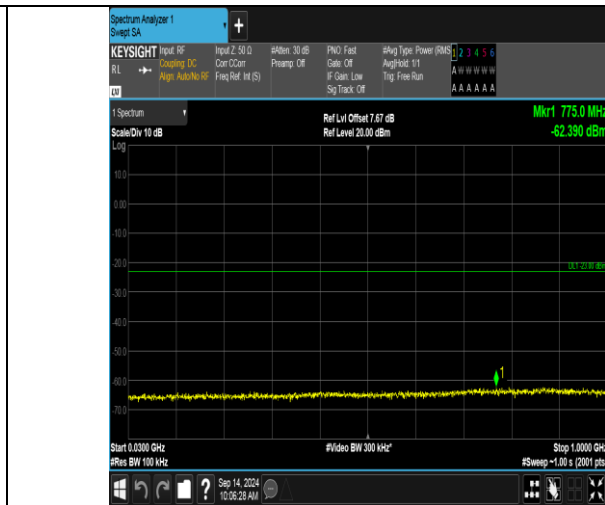 Spectrum Analyzer 1
Swept SA
+
KEYSIGHT Input: RF Input Z: 50 Ω #Atten: 30 dB PNO: Fast #Avg Type: Power (RMS 1 2 3 4 5 6
RL Coupling: DC Corr CCorr Preamp: Off Gate: Off Avg|Hold: 1/1 A W W W W W
Align: Auto/No RF Freq Ref: Int (S) IF Gain: Low Trig: Free Run
LXI Sig Track: Off A A A A A A
1 Spectrum Ref Lvl Offset 7.67 dB Mkr1 775.0 MHz
Scale/Div 10 dB Ref Level 20.00 dBm -62.390 dBm
Log
10.0
0.00
-10.0
DL1 -23.00 dBm
-20.0
-30.0
-40.0
-50.0
1
-60.0
-70.0
Start 0.0300 GHz #Video BW 300 kHz* Stop 1.0000 GHz
#Res BW 100 kHz #Sweep ~1.00 s (2001 pts
? Sep 14, 2024
10:06:28 AM